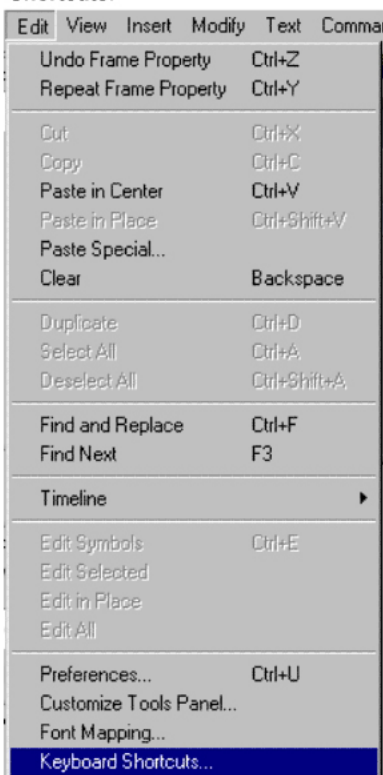 Edit View Insert Modify Text Comma
Undo Frame Property Ctrl+Z
Repeat Frame Property Ctrl+Y
Cut Ctrl+X
Copy Ctrl+C
Paste in Center Ctrl+V
Paste in Place Ctrl+Shift+V
Paste Special...
Clear Backspace
Duplicate Ctrl+D
Select All Ctrl+A
Deselect All Ctrl+Shift+A
Find and Replace Ctrl+F
Find Next F3
Timeline
Edit Symbols Ctrl+E
Edit Selected
Edit in Place
Edit All
Preferences... Ctrl+U
Customize Tools Panel...
Font Mapping...
Keyboard Shortcuts...